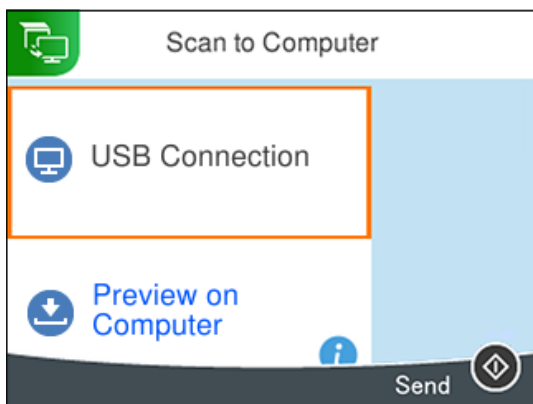 Scan to Computer
USB Connection
Preview on
Computer
i
Send